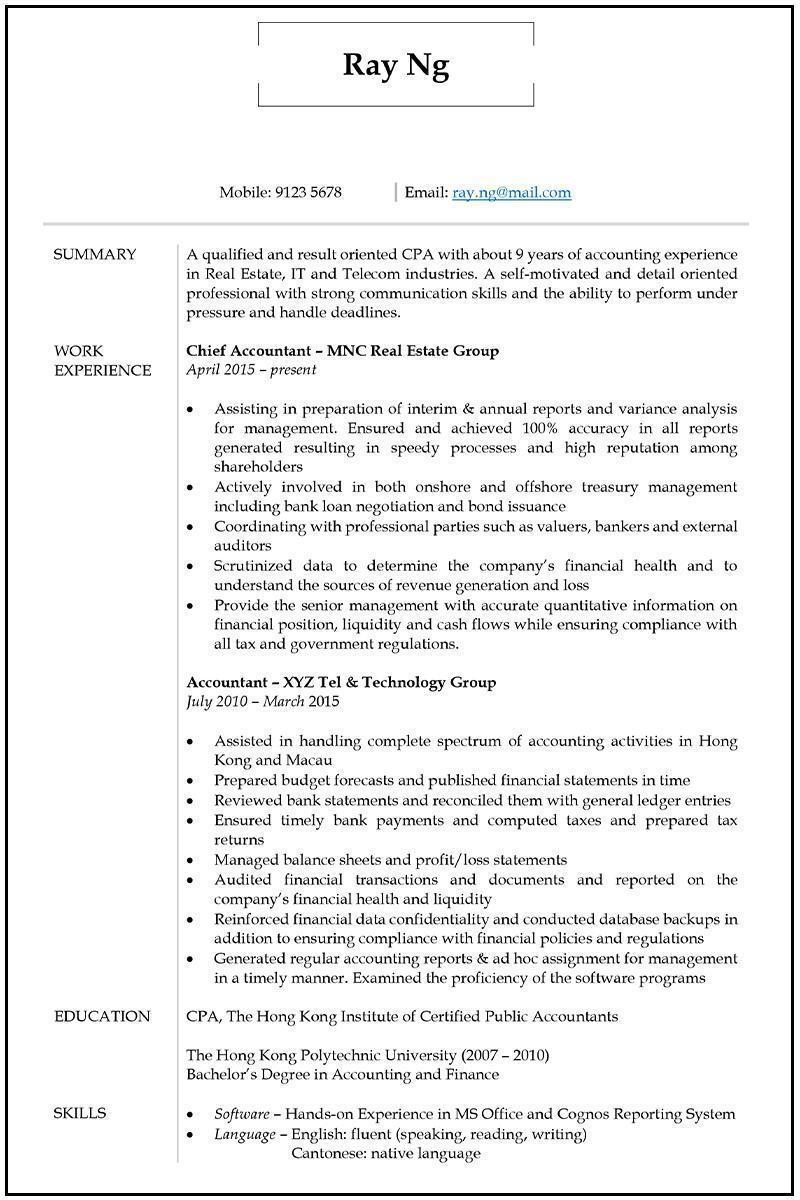 Ray Ng
Mobile: 9123 5678
Email: ray.ng@mail.com
SUMMARY
A qualified and result oriented CPA with about 9 years of accounting experience
in Real Estate, IT and Telecom industries. A self-motivated and detail oriented
professional with strong communication skills and the ability to perform under
pressure and handle deadlines.
WORK
EXPERIENCE
Chief Accountant – MNC Real Estate Group
April 2015 – present
• Assisting in preparation of interim & annual reports and variance analysis
for management. Ensured and achieved 100% accuracy in all reports
generated resulting in speedy processes and high reputation among
shareholders
• Actively involved in both onshore and offshore treasury management
including bank loan negotiation and bond issuance
• Coordinating with professional parties such as valuers, bankers and external
auditors
• Scrutinized data to determine the company's financial health and to
understand the sources of revenue generation and loss
• Provide the senior management with accurate quantitative information on
financial position, liquidity and cash flows while ensuring compliance with
all tax and government regulations.
Accountant – XYZ Tel & Technology Group
July 2010 – March 2015
• Assisted in handling complete spectrum of accounting activities in Hong
Kong and Macau
• Prepared budget forecasts and published financial statements in time
• Reviewed bank statements and reconciled them with general ledger entries
• Ensured timely bank payments and computed taxes and prepared tax
returns
• Managed balance sheets and profit/loss statements
• Audited financial transactions and documents and reported on the
company's financial health and liquidity
• Reinforced financial data confidentiality and conducted database backups in
addition to ensuring compliance with financial policies and regulations
• Generated regular accounting reports & ad hoc assignment for management
in a timely manner. Examined the proficiency of the software programs
EDUCATION
CPA, The Hong Kong Institute of Certified Public Accountants
The Hong Kong Polytechnic University (2007 – 2010)
Bachelor's Degree in Accounting and Finance
SKILLS
• Software – Hands-on Experience in MS Office and Cognos Reporting System
• Language – English: fluent (speaking, reading, writing)
Cantonese: native language